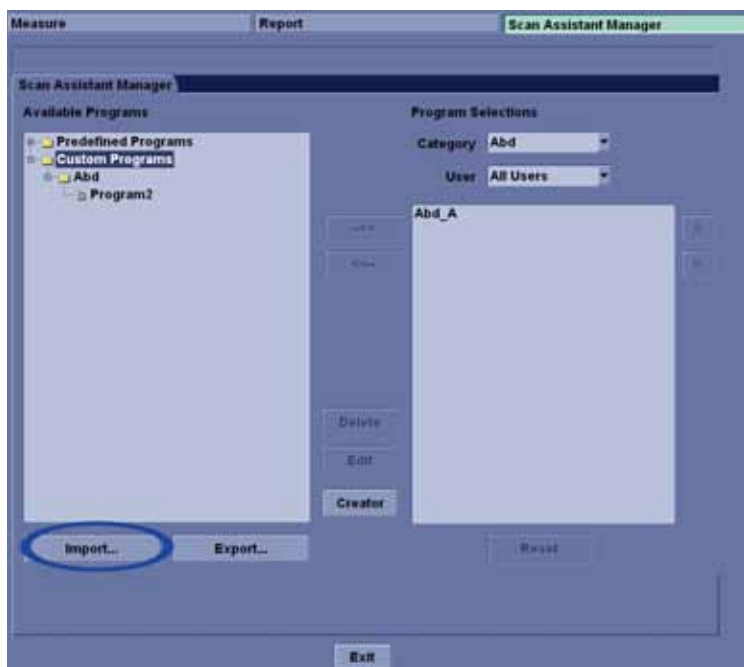 Measure Report Scan Assistant Manager
Scan Assistant Manager
Available Programs Program Selections
Predefined Programs Category Abd
Custom Programs
Abd User All Users
Program2
Abd_A
Delete
Edit
Creator
Import... Export... Reset
Exit